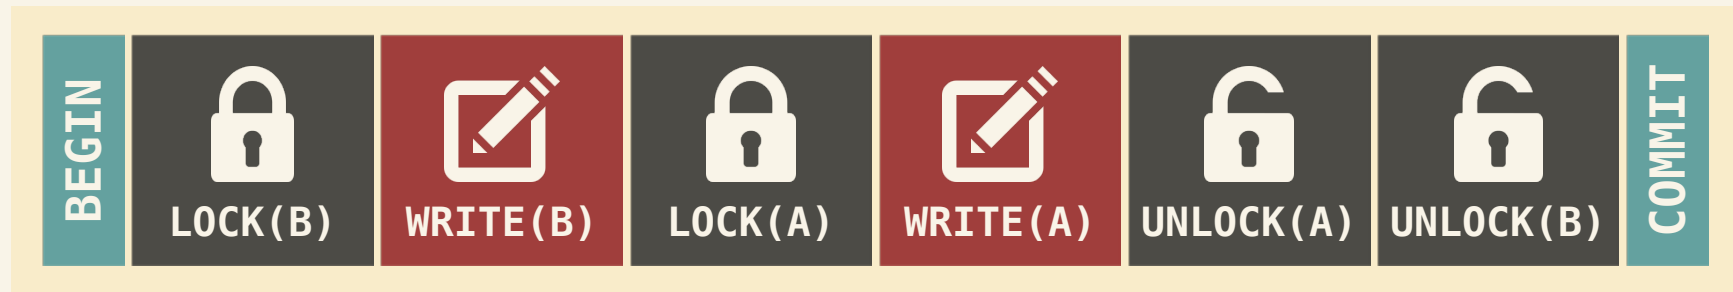 BEGIN
LOCK(B)
WRITE(B)
LOCK(A)
WRITE(A)
UNLOCK(A)
UNLOCK(B)
COMMIT